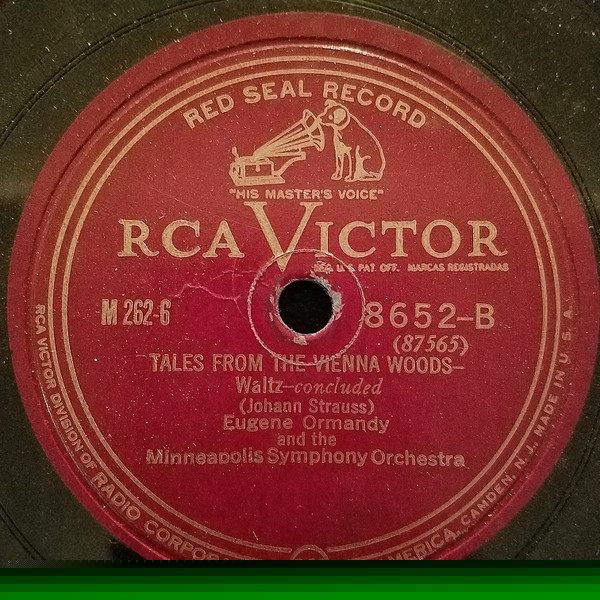 RED SEAL RECORD
"HIS MASTER'S VOICE"
RCA VICTOR
REG. U.S. PAT. OFF. MARCAS REGISTRADAS
M 262-6
8652-B
(87565)
TALES FROM THE VIENNA WOODS—
Waltz—concluded
(Johann Strauss)
Eugene Ormandy
and the
Minneapolis Symphony Orchestra
RCA VICTOR DIVISION OF RADIO AMERICA, CAMDEN, N. J., MADE IN U. S. A.